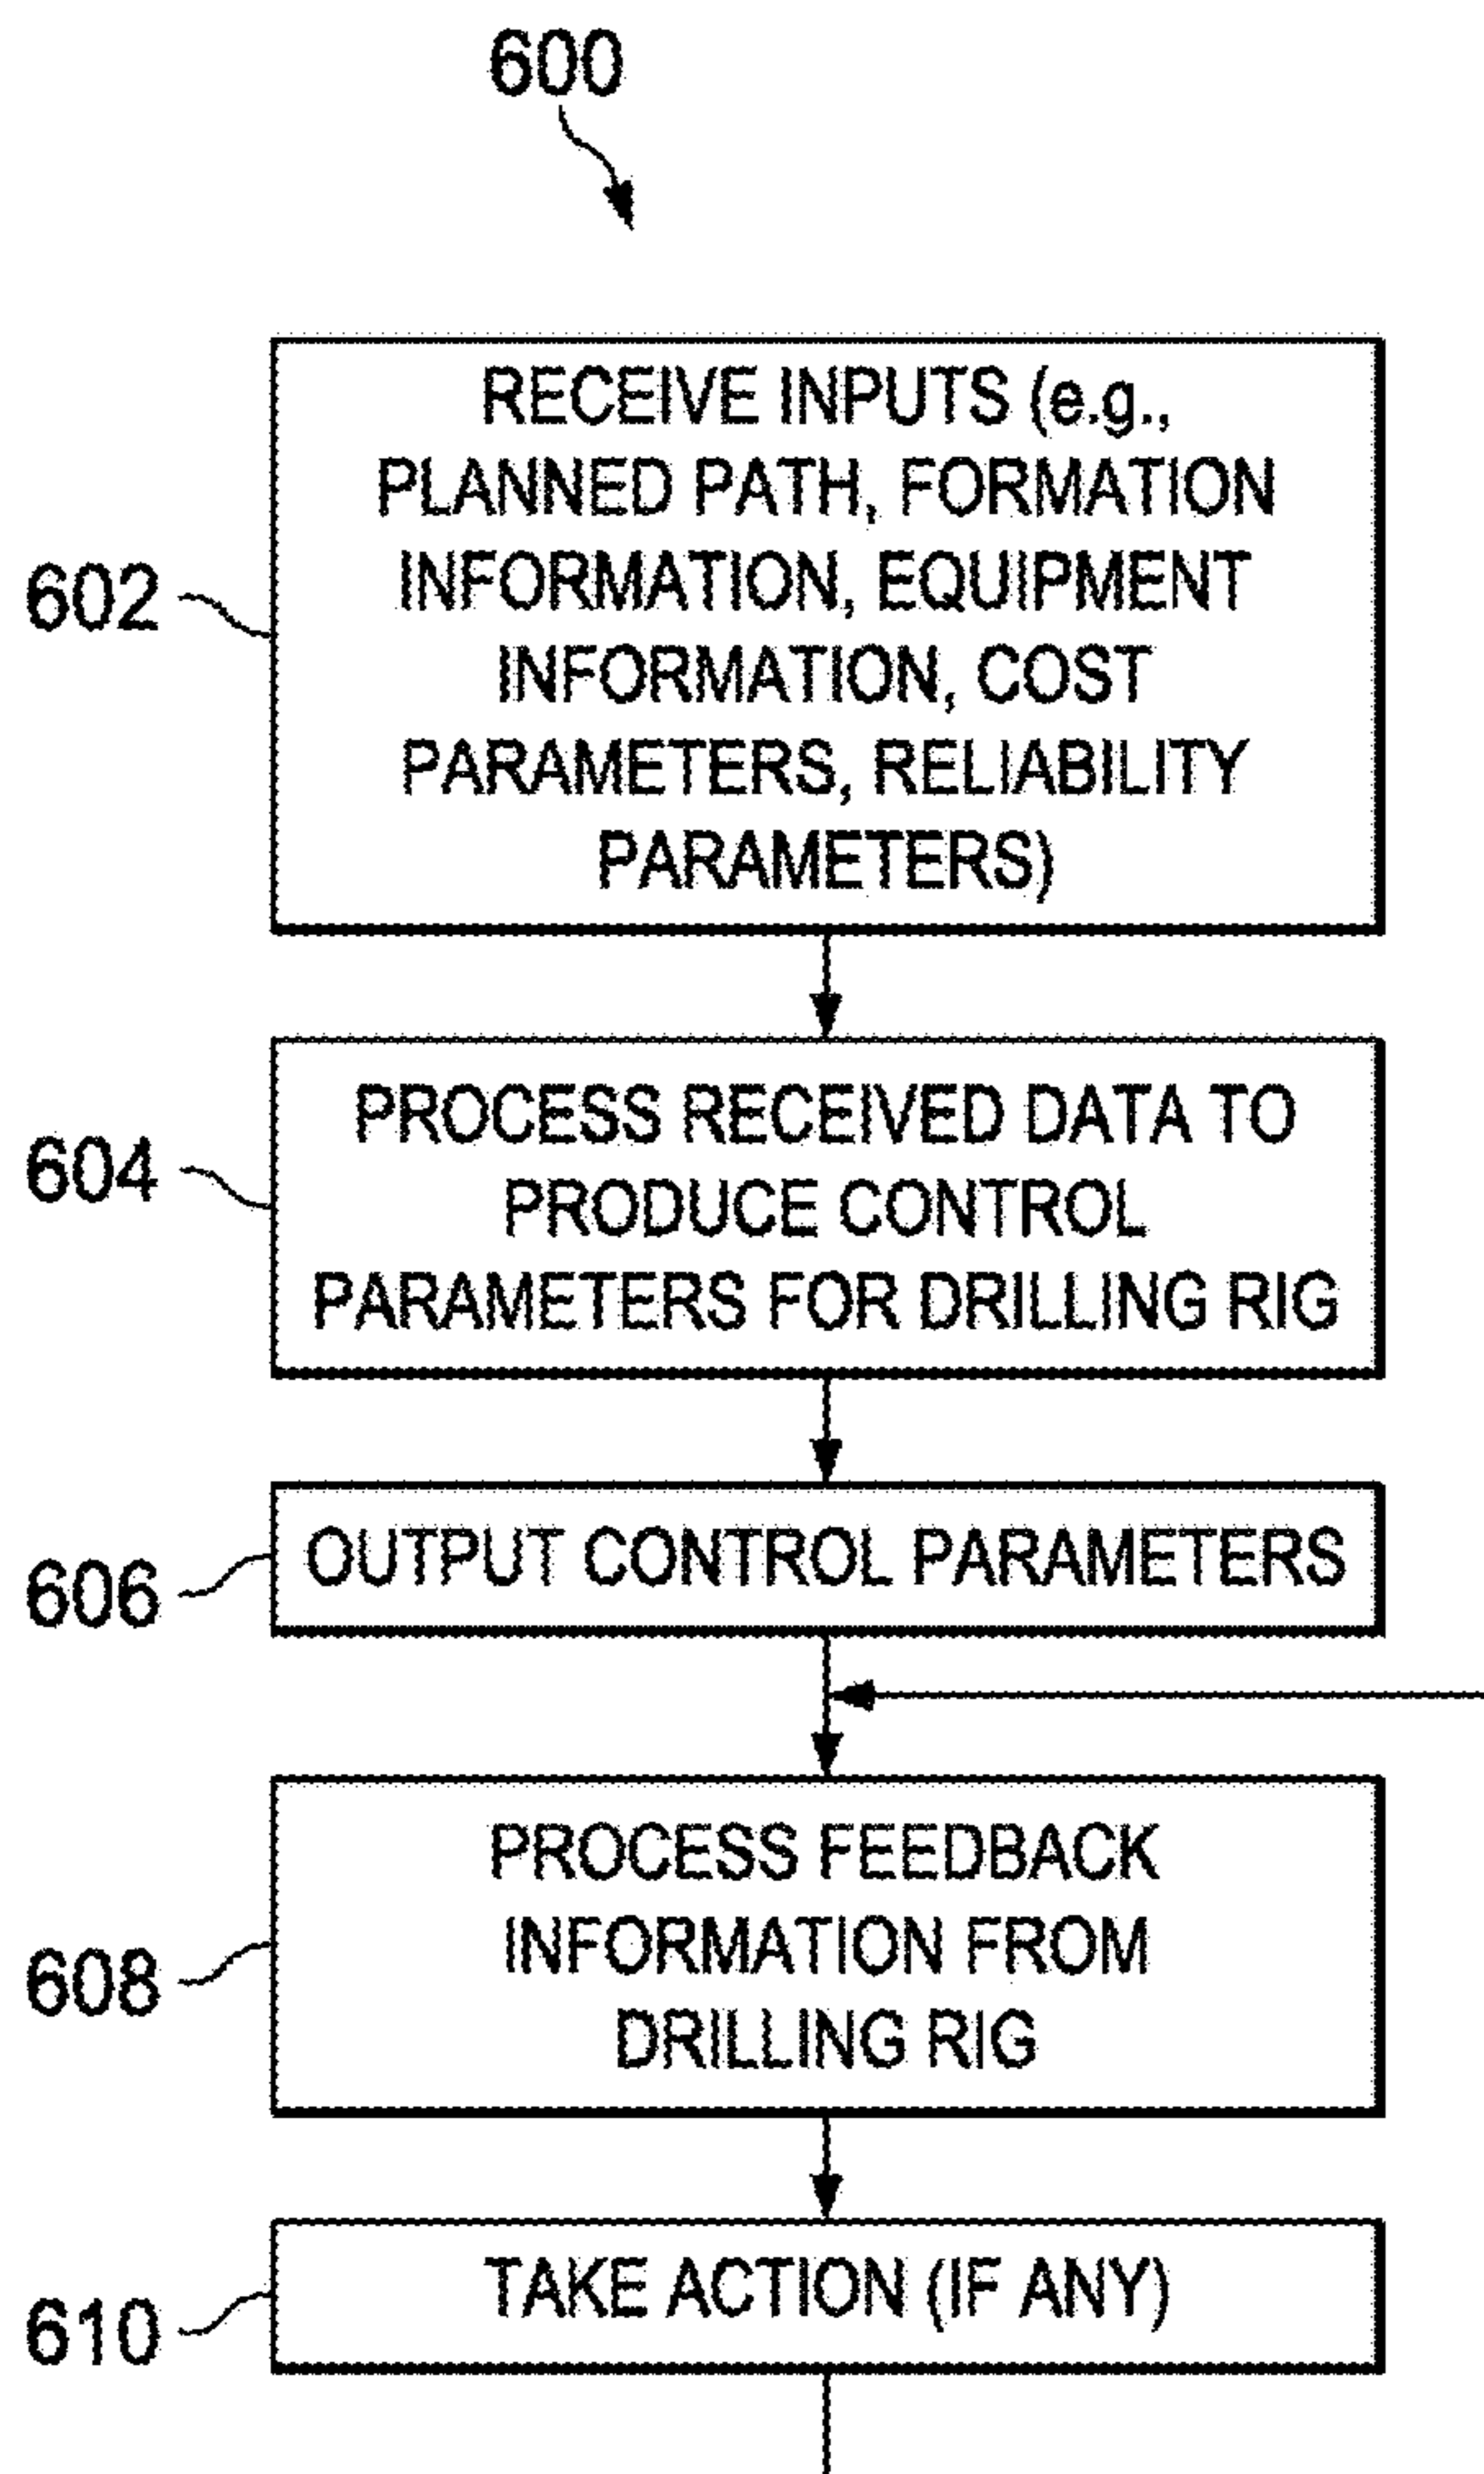 600
RECEIVE INPUTS (e.g.,
PLANNED PATH, FORMATION
INFORMATION, EQUIPMENT
INFORMATION, COST
PARAMETERS, RELIABILITY
PARAMETERS)
602
PROCESS RECEIVED DATA TO
PRODUCE CONTROL
PARAMETERS FOR DRILLING RIG
604
OUTPUT CONTROL PARAMETERS
606
PROCESS FEEDBACK
INFORMATION FROM
DRILLING RIG
608
TAKE ACTION (IF ANY)
610